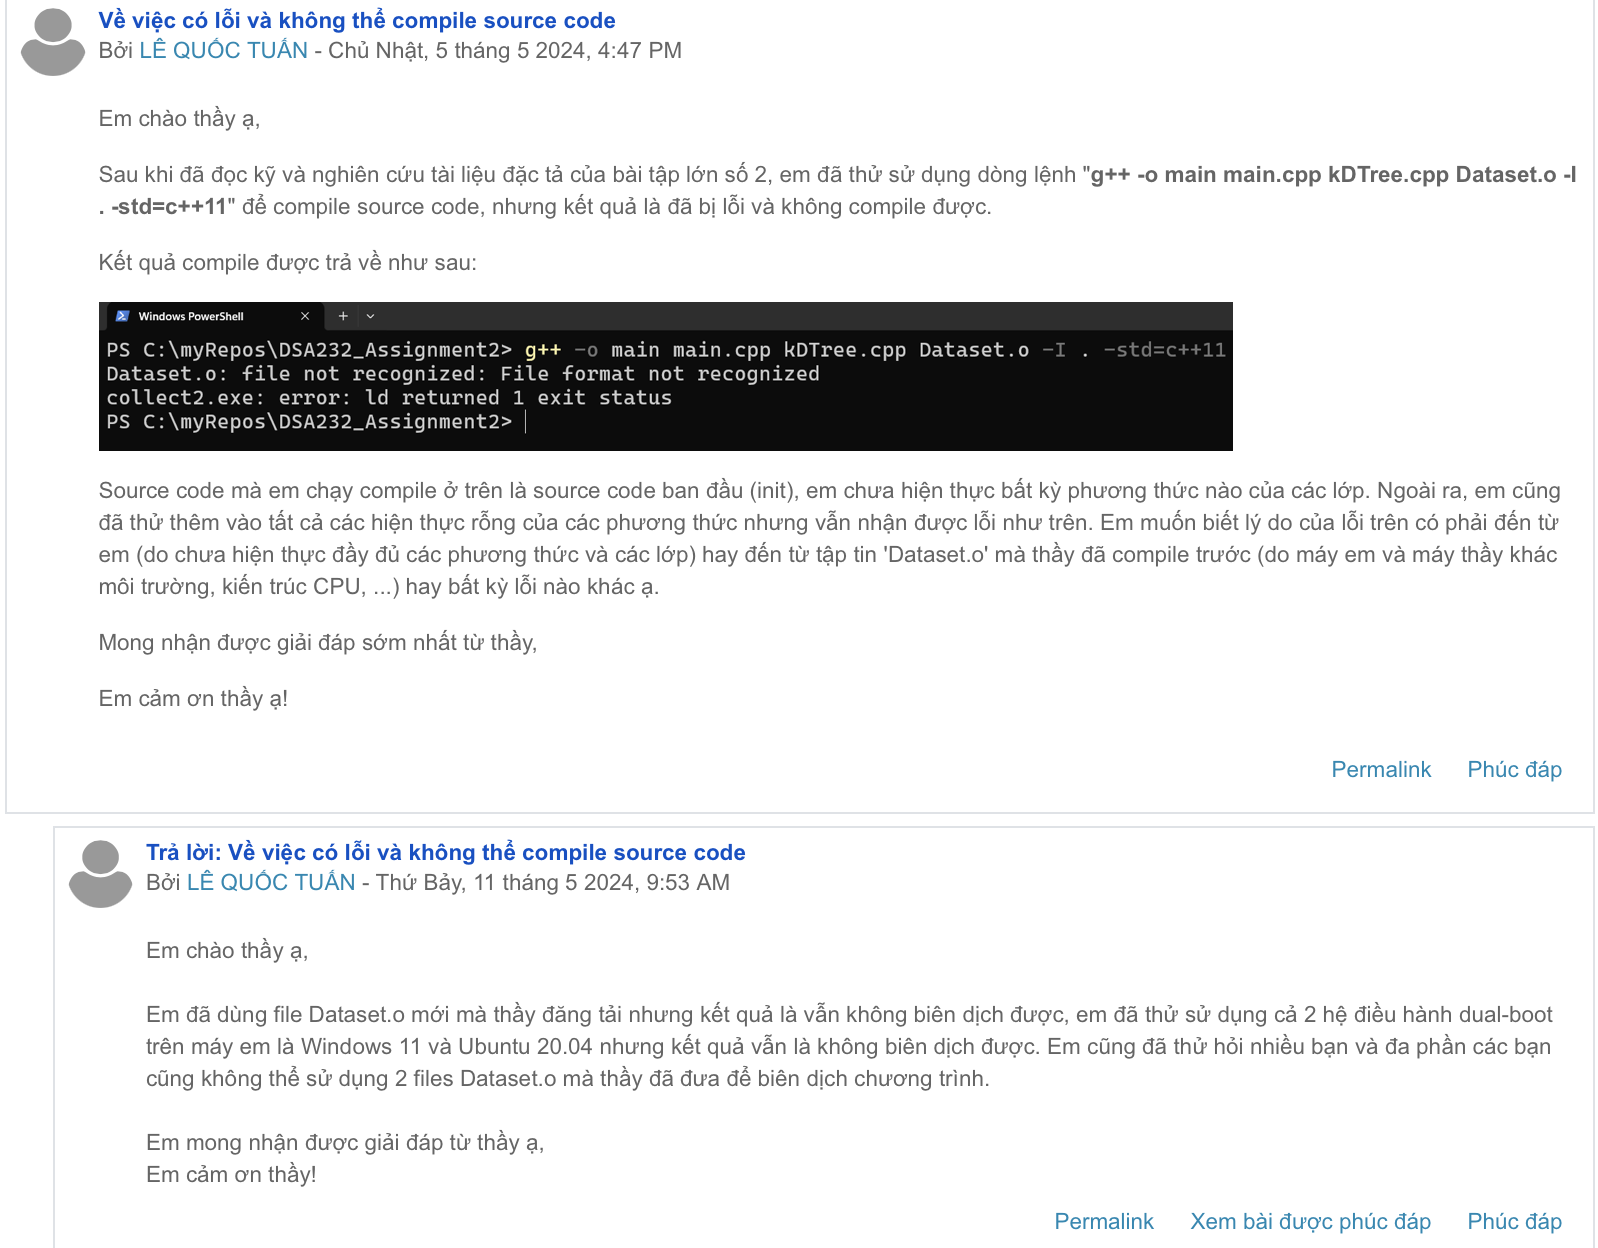 Về việc có lỗi và không thể compile source code
Bởi LÊ QUỐC TUẤN - Chủ Nhật, 5 tháng 5 2024, 4:47 PM
Em chào thầy ạ,
Sau khi đã đọc kỹ và nghiên cứu tài liệu đặc tả của bài tập lớn số 2, em đã thử sử dụng dòng lệnh "g++ -o main main.cpp kDTree.cpp Dataset.o -I
. -std=c++11" để compile source code, nhưng kết quả là đã bị lỗi và không compile được.
Kết quả compile được trả về như sau:
Windows PowerShell
PS C:\myRepos\DSA232_Assignment2> g++ -o main main.cpp kDTree.cpp Dataset.o -I . -std=c++11
Dataset.o: file not recognized: File format not recognized
collect2.exe: error: ld returned 1 exit status
PS C:\myRepos\DSA232_Assignment2>
Source code mà em chạy compile ở trên là source code ban đầu (init), em chưa hiện thực bất kỳ phương thức nào của các lớp. Ngoài ra, em cũng
đã thử thêm vào tất cả các hiện thực rỗng của các phương thức nhưng vẫn nhận được lỗi như trên. Em muốn biết lý do của lỗi trên có phải đến từ
em (do chưa hiện thực đầy đủ các phương thức và các lớp) hay đến từ tập tin 'Dataset.o' mà thầy đã compile trước (do máy em và máy thầy khác
môi trường, kiến trúc CPU, ...) hay bất kỳ lỗi nào khác ạ.
Mong nhận được giải đáp sớm nhất từ thầy,
Em cảm ơn thầy ạ!
Permalink Phúc đáp
Trả lời: Về việc có lỗi và không thể compile source code
Bởi LÊ QUỐC TUẤN - Thứ Bảy, 11 tháng 5 2024, 9:53 AM
Em chào thầy ạ,
Em đã dùng file Dataset.o mới mà thầy đăng tải nhưng kết quả là vẫn không biên dịch được, em đã thử sử dụng cả 2 hệ điều hành dual-boot
trên máy em là Windows 11 và Ubuntu 20.04 nhưng kết quả vẫn là không biên dịch được. Em cũng đã thử hỏi nhiều bạn và đa phần các bạn
cũng không thể sử dụng 2 files Dataset.o mà thầy đã đưa để biên dịch chương trình.
Em mong nhận được giải đáp từ thầy ạ,
Em cảm ơn thầy!
Permalink Xem bài được phúc đáp Phúc đáp